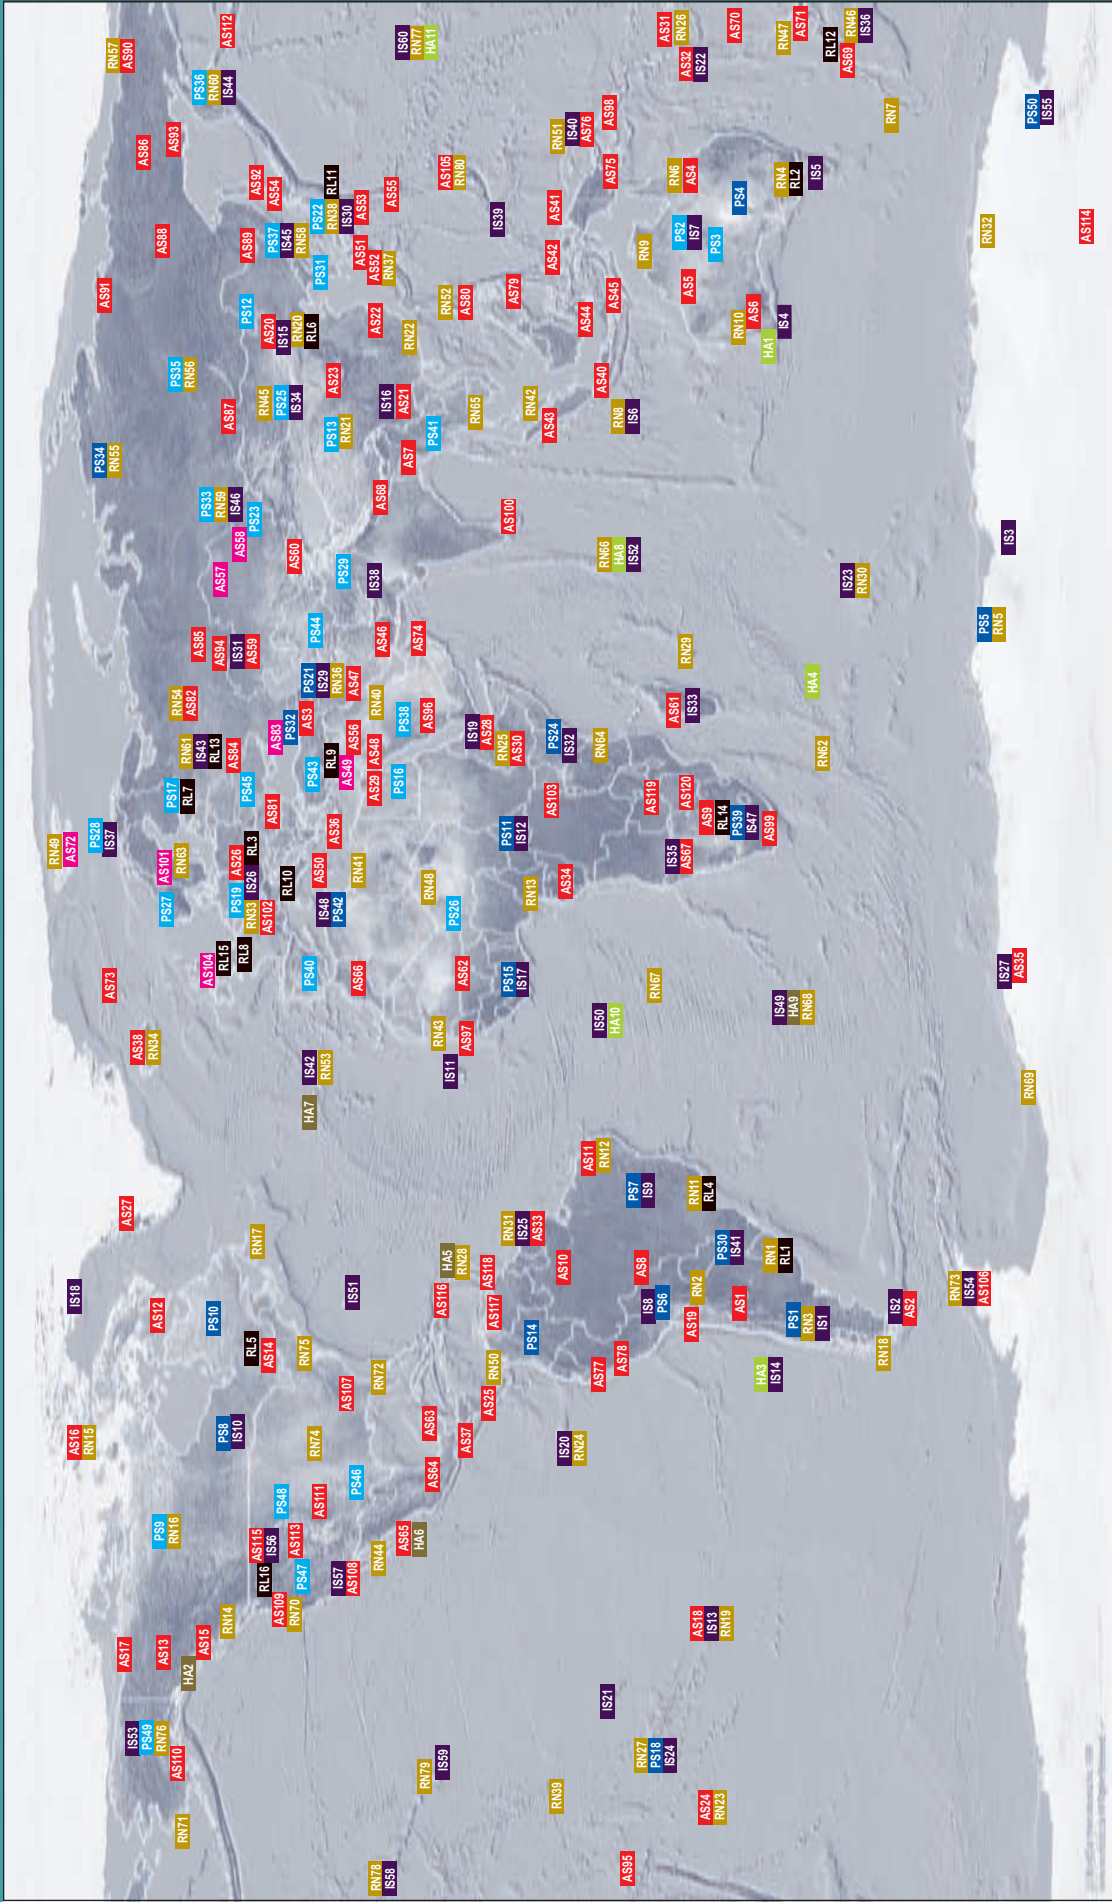 RN49
AS72
IS18
AS16
RN15
PS28
IS37
PS34
RN55
AS91
AS73
RN57
AS90
AS17
AS27
IS53
PS49
RN76
AS38
RN34
AS86
AS12
PS9
RN16
AS13
PS27
AS101
RN63
AS88
AS93
PS17
RL7
PS35
RN56
AS110
RN71
RN54
AS82
HA2
RN61
IS43
RL13
AS85
PS36
RN60
IS44
AS15
AS104
RL15
PS33
RN59
IS46
PS10
AS94
IS31
AS59
AS57
PS8
IS10
RN14
AS87
AS112
AS84
PS19
IS26
RN33
AS102
AS26
RL3
AS58
PS23
RL8
PS45
PS12
AS89
RL5
AS14
RN17
AS115
IS56
AS92
RL16
RN45
PS25
IS34
AS20
IS15
RN20
RL6
PS37
IS45
RN58
AS81
AS83
PS32
AS54
AS109
RN70
PS48
RL10
AS60
AS113
PS47
RN75
AS3
PS21
IS29
RN36
AS47
PS40
HA7
IS42
RN53
PS43
RN74
PS44
PS22
RN38
IS30
AS53
AS111
AS50
PS31
IS48
PS42
RL9
AS49
RL11
PS13
RN21
AS36
AS23
IS57
AS108
PS29
AS107
IS51
AS56
PS46
AS66
RN41
AS51
AS52
RN37
RN78
IS58
AS29
AS48
IS38
AS22
RN44
RN72
RN40
AS46
AS68
IS16
AS21
AS55
PS16
AS65
HA6
PS38
IS60
RN77
HA11
AS7
RN22
AS74
RN79
AS96
RN48
AS63
AS64
PS41
RN43
AS116
IS59
AS105
RN80
HA5
RN28
RN52
AS80
IS11
PS26
AS62
AS37
AS97
IS19
AS28
RN65
AS118
AS25
AS117
RN50
IS39
RN25
AS30
PS11
IS12
PS15
IS17
RN31
IS25
AS33
AS100
AS79
PS14
RN13
RN42
AS43
AS103
PS24
IS32
AS42
AS41
RN39
RN51
IS40
AS76
AS10
IS20
RN24
AS34
AS44
AS11
RN12
AS77
RN64
IS50
HA10
AS40
RN66
HA8
IS52
IS21
AS98
AS75
AS45
RN8
IS6
AS78
AS95
PS7
IS9
RN27
PS18
IS24
AS8
RN9
IS8
PS6
AS119
RN67
AS31
RN26
IS35
AS67
AS61
IS33
RN6
AS4
PS2
IS7
PS3
RN29
AS120
AS32
IS22
AS5
AS19
RN2
RN11
RL4
AS18
IS13
RN19
AS24
RN23
AS9
RL14
PS39
IS47
AS99
PS30
IS41
AS70
AS1
PS4
RN10
AS6
HA3
IS14
HA1
IS4
RN1
RL1
IS49
HA9
RN68
RN4
RL2
IS5
RN47
PS1
RN3
IS1
AS71
HA4
RN62
RL12
AS69
IS23
RN30
RN46
IS36
RN18
RN7
IS2
AS2
RN73
IS54
AS106
PS5
RN5
RN32
IS27
AS35
IS3
RN69
PS50
IS55
AS114